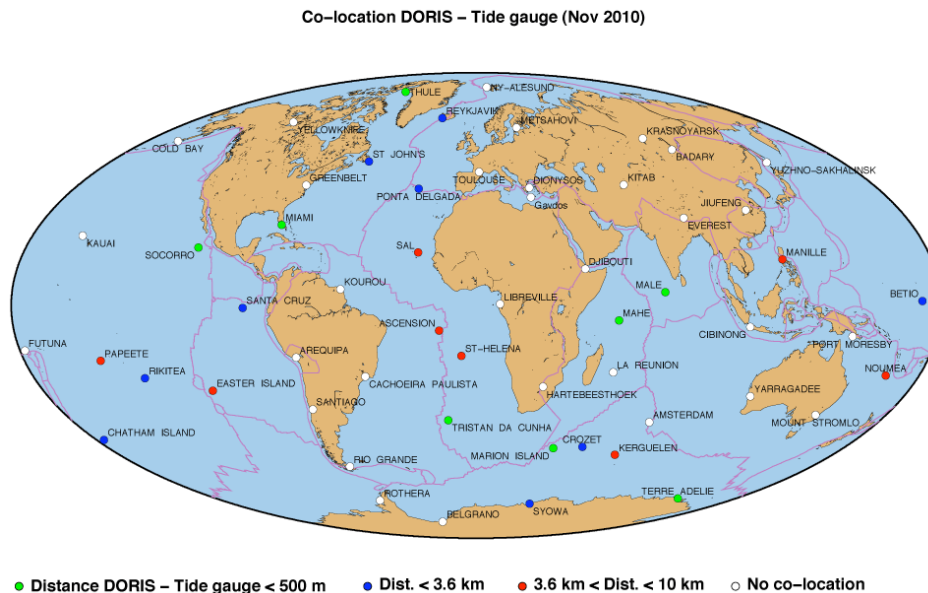 Co–location DORIS – Tide gauge (Nov 2010)
THULE
NY-ALESUND
REYKJAVIK
METSAHOVI
YELLOWKNIFE
KRASNOYARSK
COLD BAY
BADARY
ST JOHN'S
YUZHNO-SAKHALINSK
GREENBELT
TOULOUSE
DIONYSOS
KITAB
PONTA DELGADA
Gavdos
JIUFENG
MIAMI
EVEREST
KAUAI
SOCORRO
SAL
MANILLE
DJIBOUTI
KOUROU
MALE
LIBREVILLE
BETIO
SANTA CRUZ
MAHE
ASCENSION
CIBINONG
FUTUNA
PORT MORESBY
PAPEETE
AREQUIPA
ST-HELENA
LA REUNION
NOUMEA
RIKITEA
EASTER ISLAND
CACHOEIRA PAULISTA
HARTEBEESTHOEK
YARRAGADEE
SANTIAGO
AMSTERDAM
MOUNT STROMLO
CHATHAM ISLAND
TRISTAN DA CUNHA
CROZET
MARION ISLAND
KERGUELEN
RIO GRANDE
ROTHERA
TERRE ADELIE
BELGRANO
SYOWA
Distance DORIS – Tide gauge < 500 m
Dist. < 3.6 km
3.6 km < Dist. < 10 km
No co–location